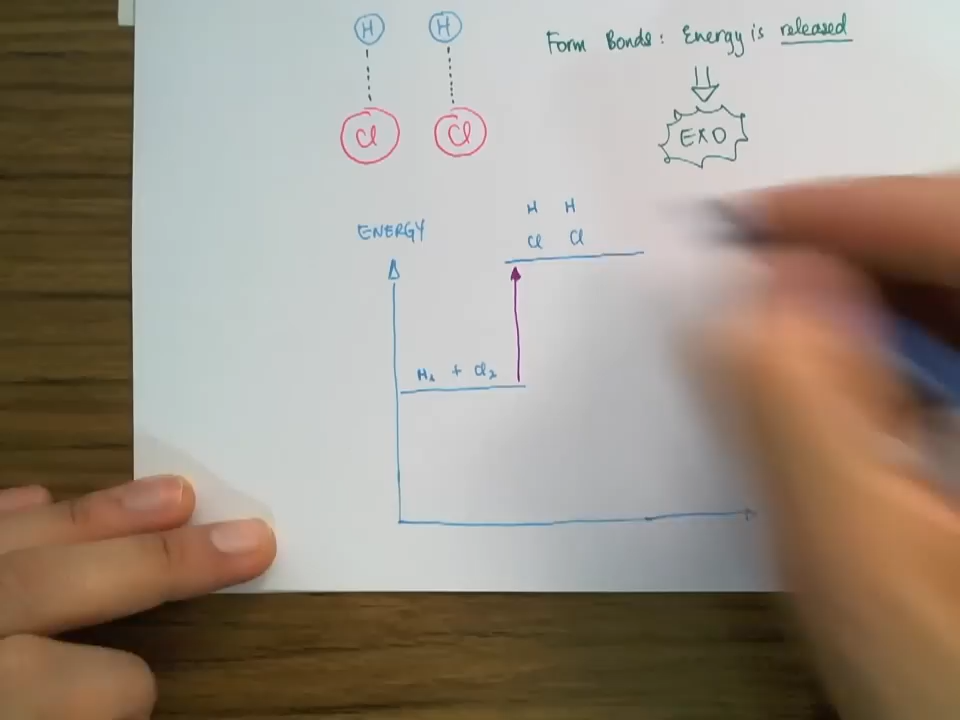 H H
Form Bonds: Energy is released
Cl Cl
EXO
H H
ENERGY
Cl Cl
H₂ + Cl₂